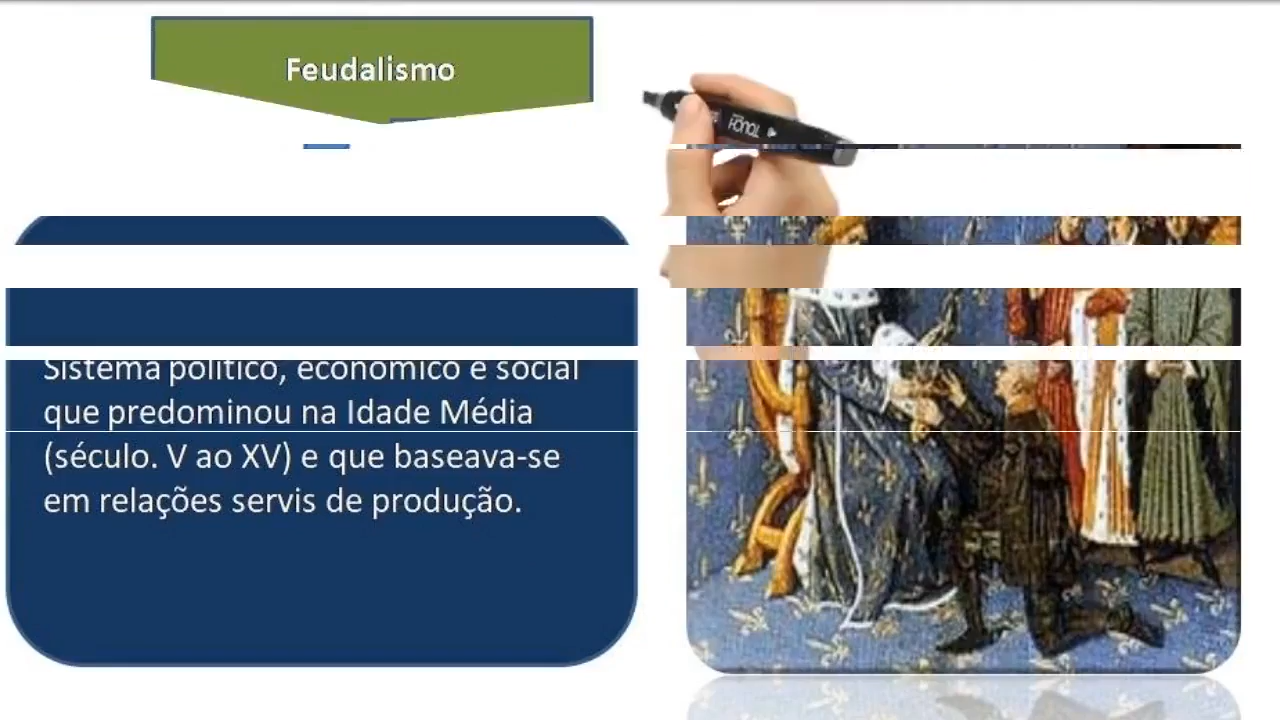 Feudalismo
TOUCH
Sistema político, econômico e social
que predominou na Idade Média
(século. V ao XV) e que baseava-se
em relações servis de produção.